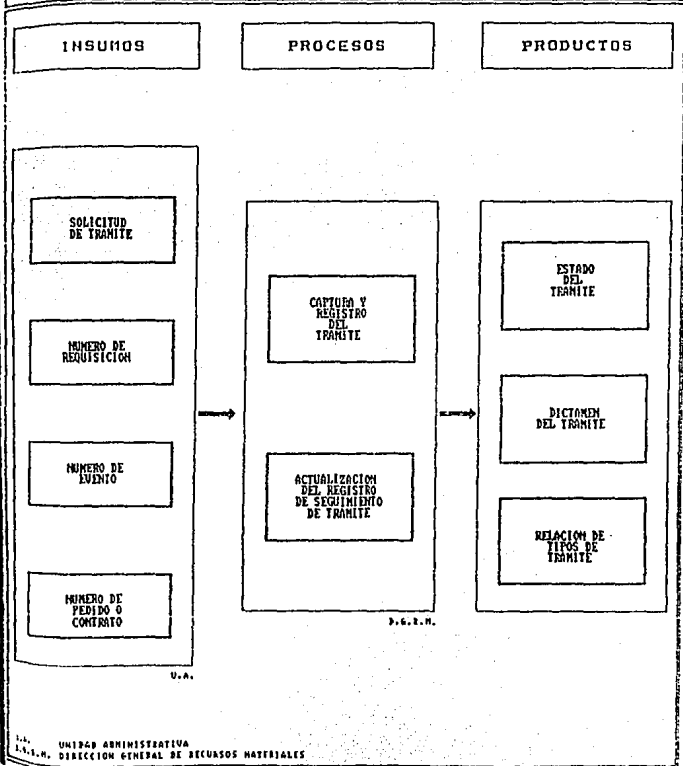 INSUMOS
PROCESOS
PRODUCTOS
SOLICITUD
DE TRAMITE
NUMERO DE
REQUISICION
NUMERO DE
EVENTO
NUMERO DE
PEDIDO O
CONTRATO
U.A.
CAPTURA Y
REGISTRO
DEL
TRAMITE
ACTUALIZACION
DEL REGISTRO
DE SEGUIMIENTO
DE TRAMITE
D.G.R.M.
ESTADO
DEL
TRAMITE
DICTAMEN
DEL TRAMITE
RELACION DE
TIPOS DE
TRAMITE
U.A. UNIDAD ADMINISTRATIVA
D.G.R.M. DIRECCION GENERAL DE RECURSOS MATERIALES